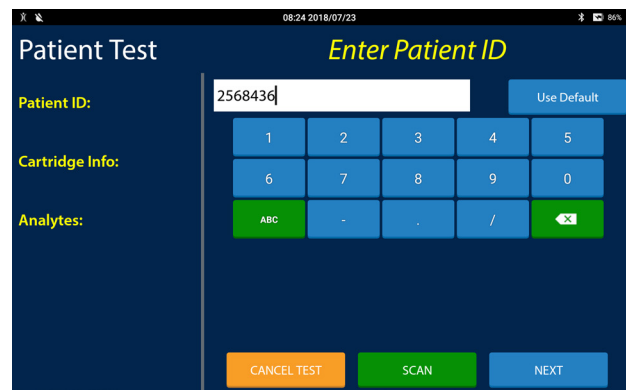 08:24 2018/07/23
86%
Patient Test
Enter Patient ID
Patient ID:
2568436
Use Default
1 2 3 4 5
Cartridge Info:
6 7 8 9 0
Analytes:
ABC - . /
CANCEL TEST SCAN NEXT